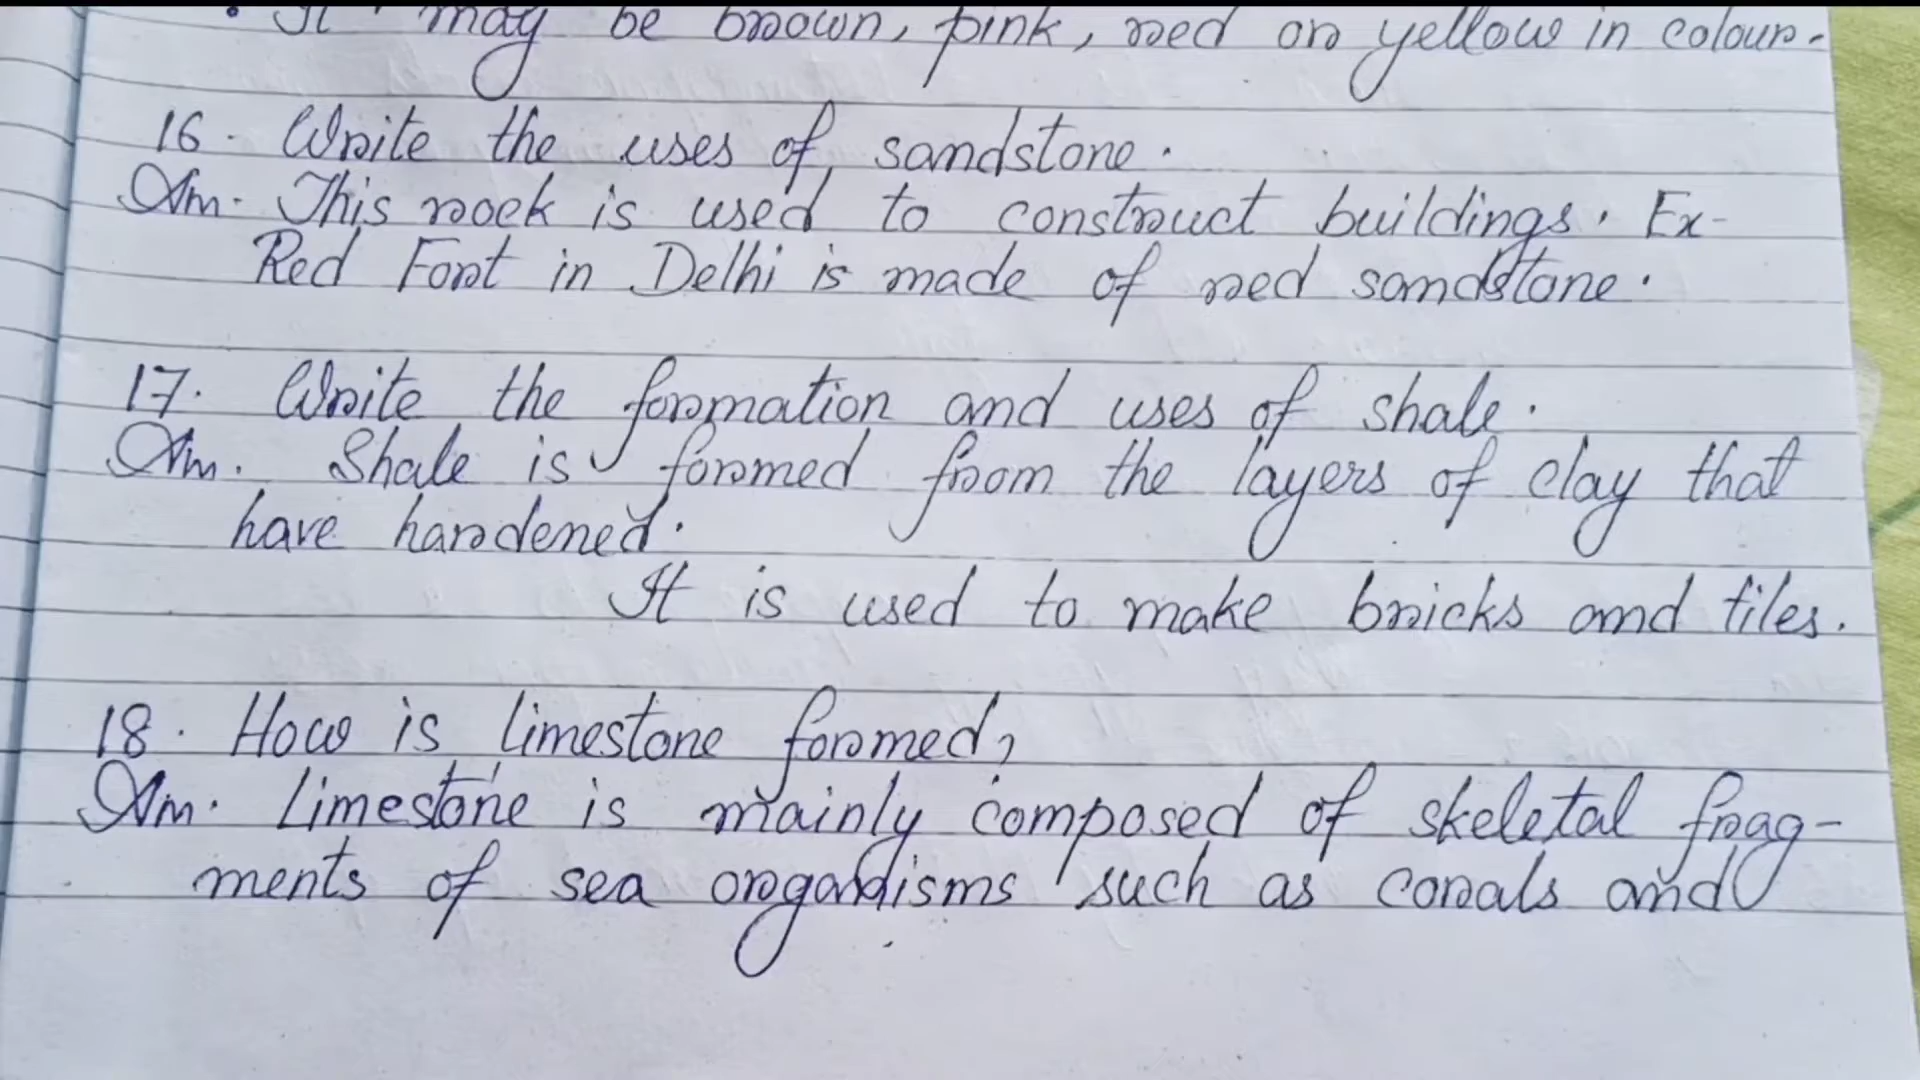 • It may be brown, pink, red or yellow in colour.
16. Write the uses of sandstone.
Ans. This rock is used to construct buildings. Ex-
Red Fort in Delhi is made of red sandstone.
17. Write the formation and uses of shale.
Ans. Shale is formed from the layers of clay that
have hardened.
It is used to make bricks and tiles.
18. How is limestone formed?
Ans. Limestone is mainly composed of skeletal frag-
ments of sea organisms such as corals and